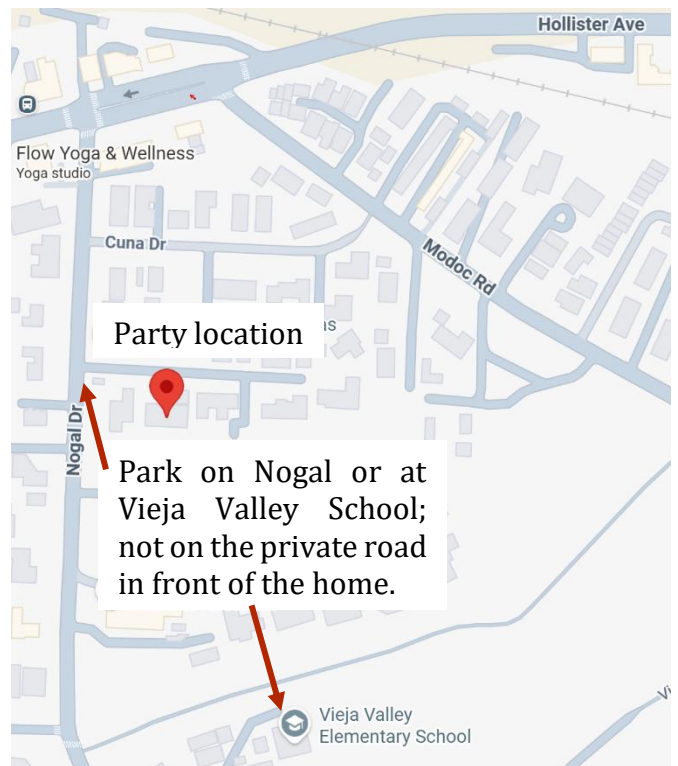 Hollister Ave
Flow Yoga & Wellness
Yoga studio
Cuna Dr
Modoc Rd
Party location
Nogal Dr
Park on Nogal or at
Vieja Valley School;
not on the private road
in front of the home.
Vieja Valley
Elementary School